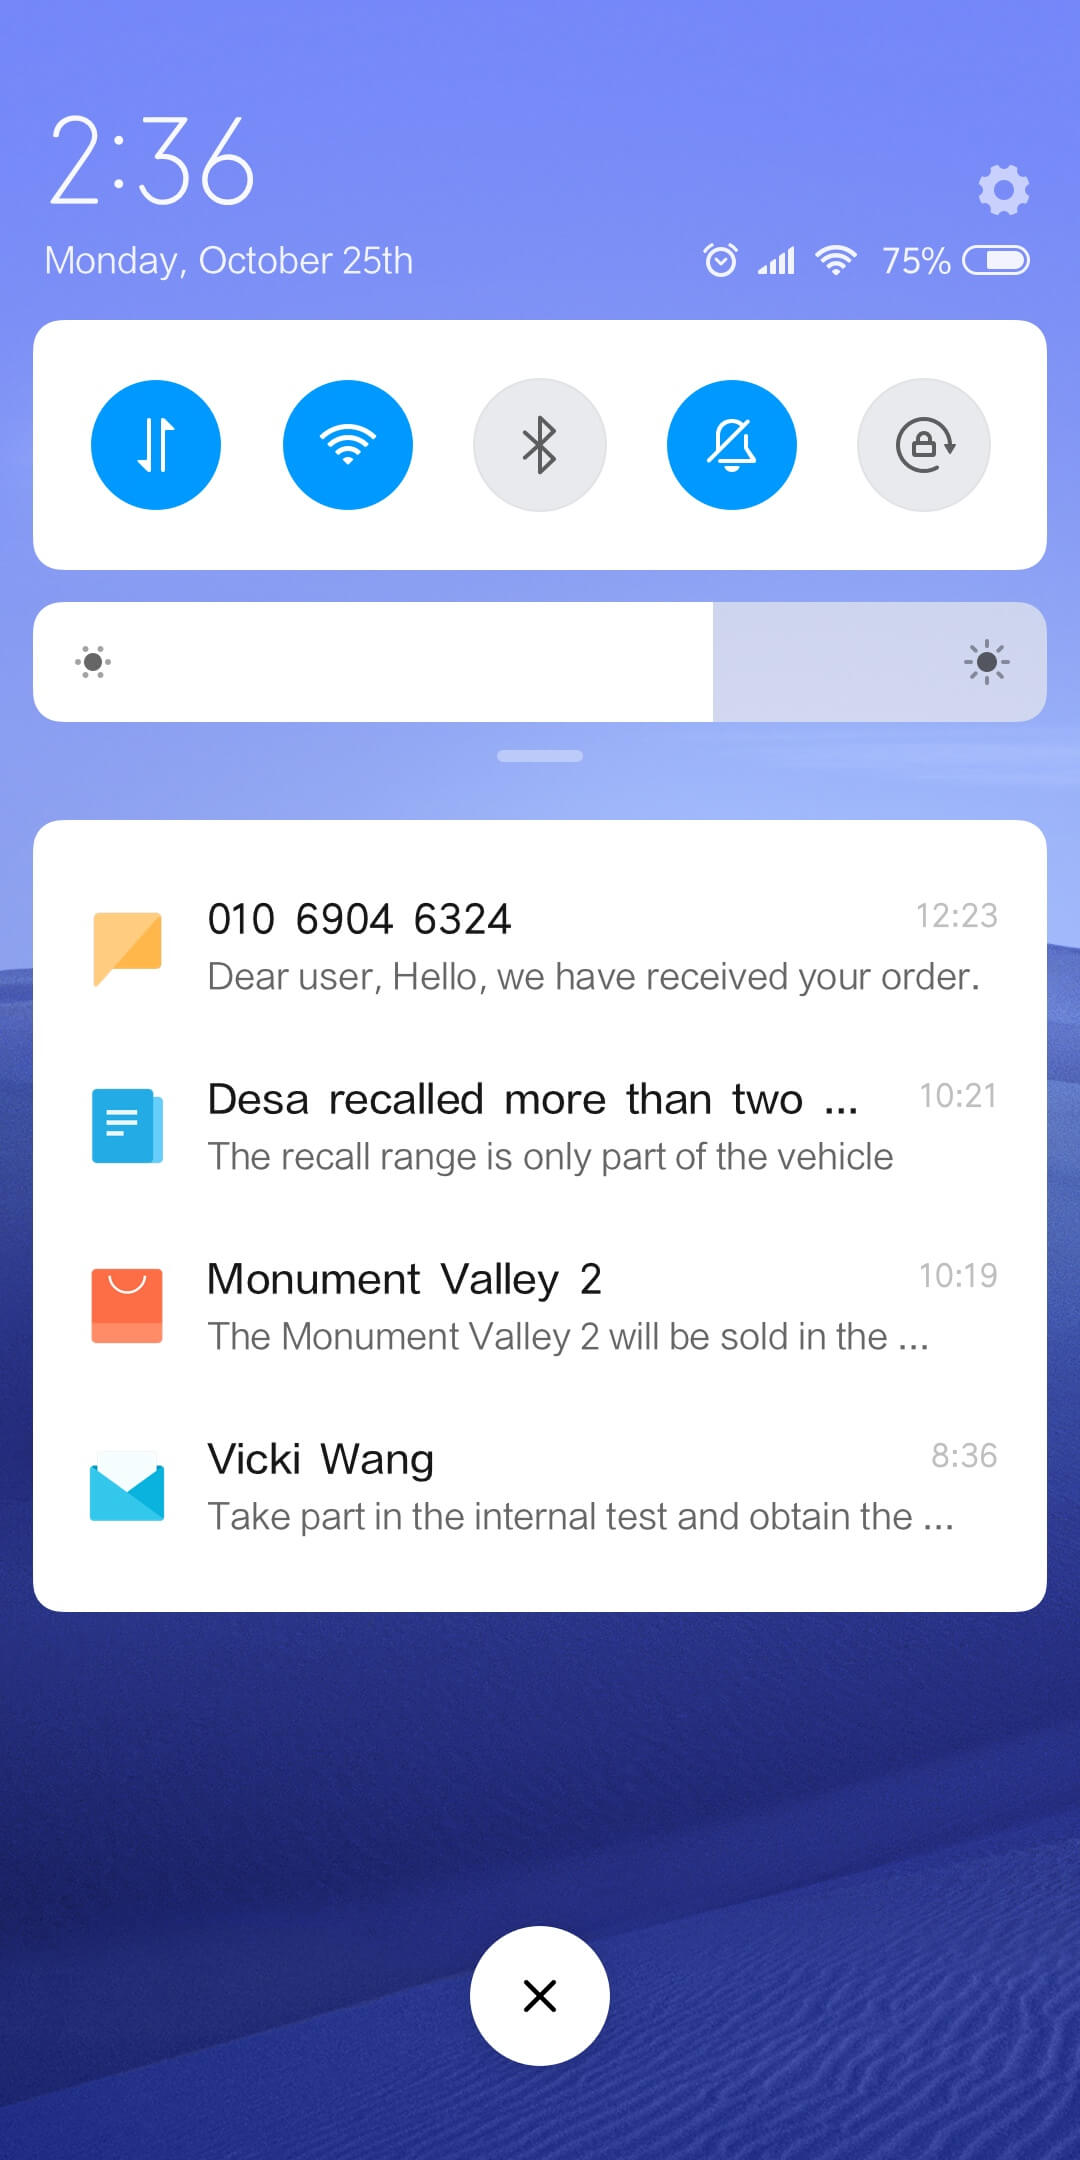 2:36
Monday, October 25th
75%
010 6904 6324
12:23
Dear user, Hello, we have received your order.
Desa recalled more than two ...
10:21
The recall range is only part of the vehicle
Monument Valley 2
10:19
The Monument Valley 2 will be sold in the ...
Vicki Wang
8:36
Take part in the internal test and obtain the ...